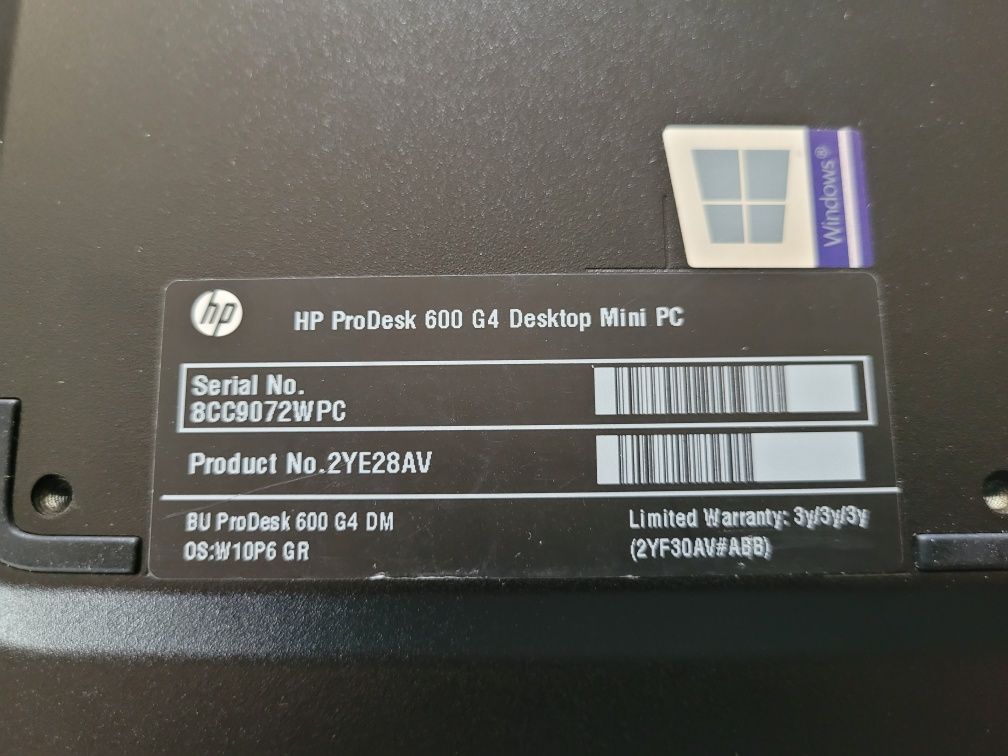 Windows®
hp
HP ProDesk 600 G4 Desktop Mini PC
Serial No.
8CC9072WPC
Product No.2YE28AV
BU ProDesk 600 G4 DM
OS:W10P6 GR
Limited Warranty: 3y/3y/3y
(2YF30AV#ABB)